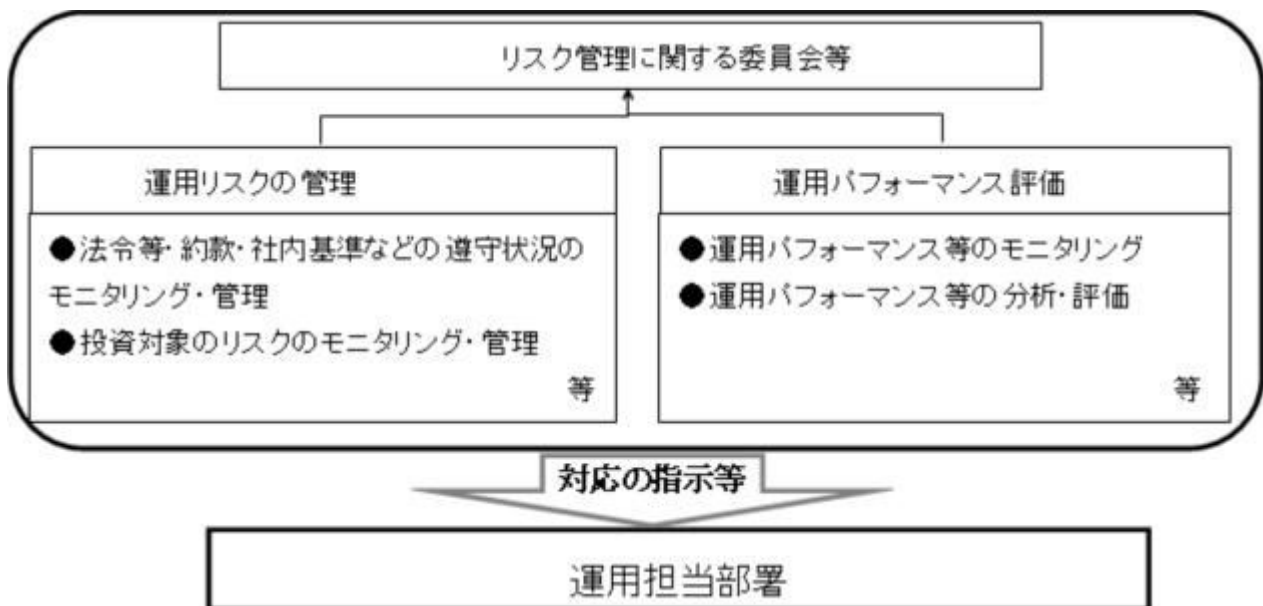 リスク管理に関する委員会等
運用リスクの管理
●法令等・約款・社内基準などの遵守状況の
モニタリング・管理
●投資対象のリスクのモニタリング・管理
等
運用パフォーマンス評価
●運用パフォーマンス等のモニタリング
●運用パフォーマンス等の分析・評価
等
対応の指示等
運用担当部署